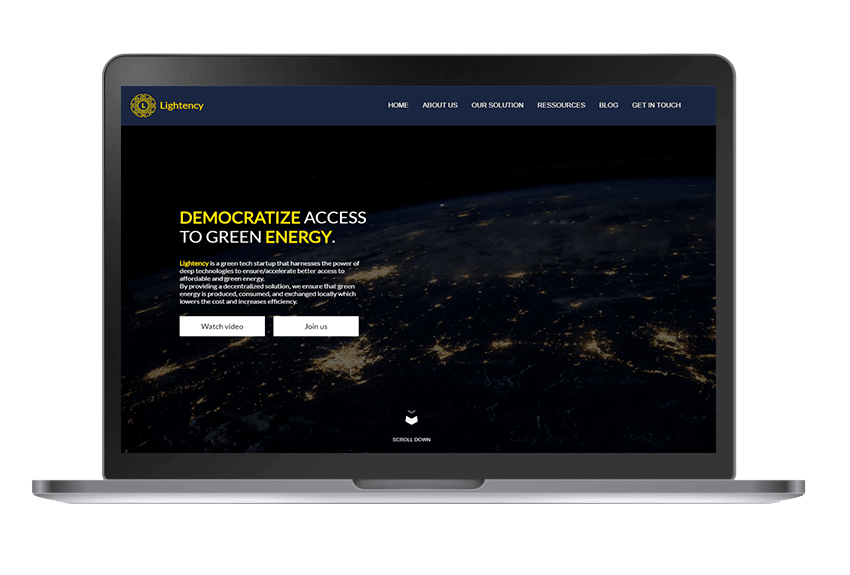 L
Lightency
HOME ABOUT US OUR SOLUTION RESSOURCES BLOG GET IN TOUCH
DEMOCRATIZE ACCESS
TO GREEN ENERGY.
Lightency is a green tech startup that harnesses the power of
deep technologies to ensure/accelerate better access to
affordable and green energy.
By providing a decentralized solution, we ensure that green
energy is produced, consumed, and exchanged locally which
lowers the cost and increases efficiency.
Watch video Join us
SCROLL DOWN